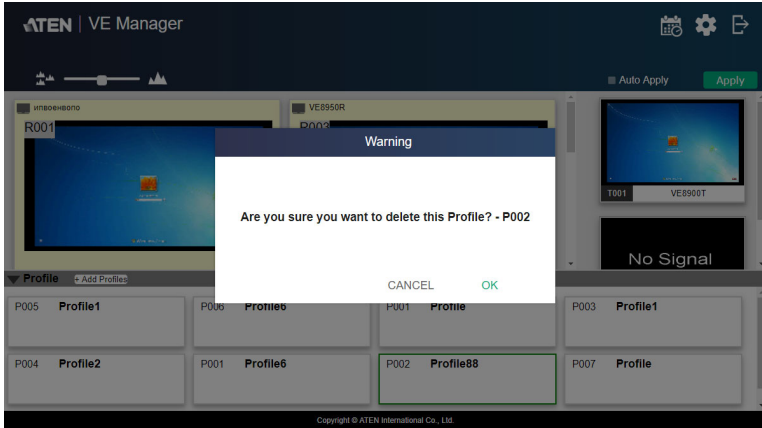 ATEN | VE Manager
Auto Apply
Apply
ипвоенвопо
VE8950R
R001
R003
Warning
Are you sure you want to delete this Profile? - P002
CANCEL
OK
T001
VE8900T
No Signal
Profile
+ Add Profiles
P005 Profile1
P006 Profile6
P001 Profile
P003 Profile1
P004 Profile2
P001 Profile6
P002 Profile88
P007 Profile
Copyright © ATEN International Co., Ltd.